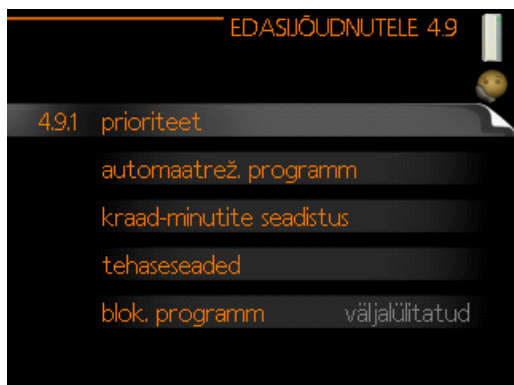 EDASIJÕUDNUTELE 4.9
4.9.1 prioriteet
automaatrež. programm
kraad-minutite seadistus
tehaseseaded
blok. programm väljalülitatud